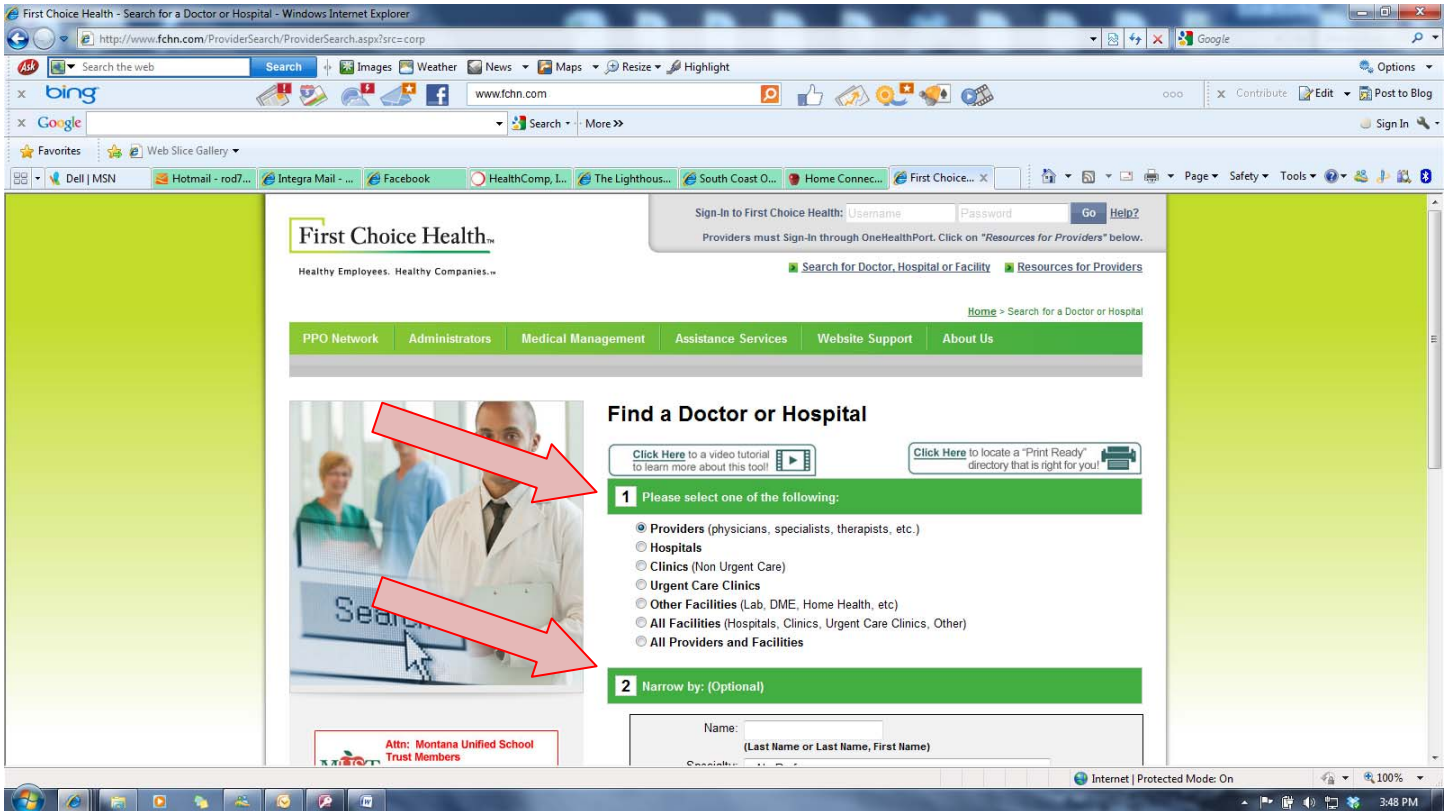 First Choice Health - Search for a Doctor or Hospital - Windows Internet Explorer
http://www.fchn.com/ProviderSearch/ProviderSearch.aspx?src=corp
Google
Ask Search the web Search Images Weather News Maps Resize Highlight Options
x bing www.fchn.com x Contribute Edit Post to Blog
x Google Search More >> Sign In
Favorites Web Slice Gallery
Dell | MSN Hotmail - rod7... Integra Mail - ... Facebook HealthComp, I... The Lighthous... South Coast O... Home Connec... First Choice... X Page Safety Tools
Sign-In to First Choice Health: Username Password Go Help?
First Choice Health™
Providers must Sign-In through OneHealthPort. Click on "Resources for Providers" below.
Healthy Employees. Healthy Companies.™
Search for Doctor, Hospital or Facility Resources for Providers
Home > Search for a Doctor or Hospital
PPO Network Administrators Medical Management Assistance Services Website Support About Us
Find a Doctor or Hospital
Click Here to a video tutorial
to learn more about this tool!
Click Here to locate a "Print Ready"
directory that is right for you!
1 Please select one of the following:
Providers (physicians, specialists, therapists, etc.)
Hospitals
Clinics (Non Urgent Care)
Urgent Care Clinics
Other Facilities (Lab, DME, Home Health, etc)
All Facilities (Hospitals, Clinics, Urgent Care Clinics, Other)
All Providers and Facilities
2 Narrow by: (Optional)
Name:
(Last Name or Last Name, First Name)
Attn: Montana Unified School
Trust Members
Internet | Protected Mode: On 100%
3:48 PM